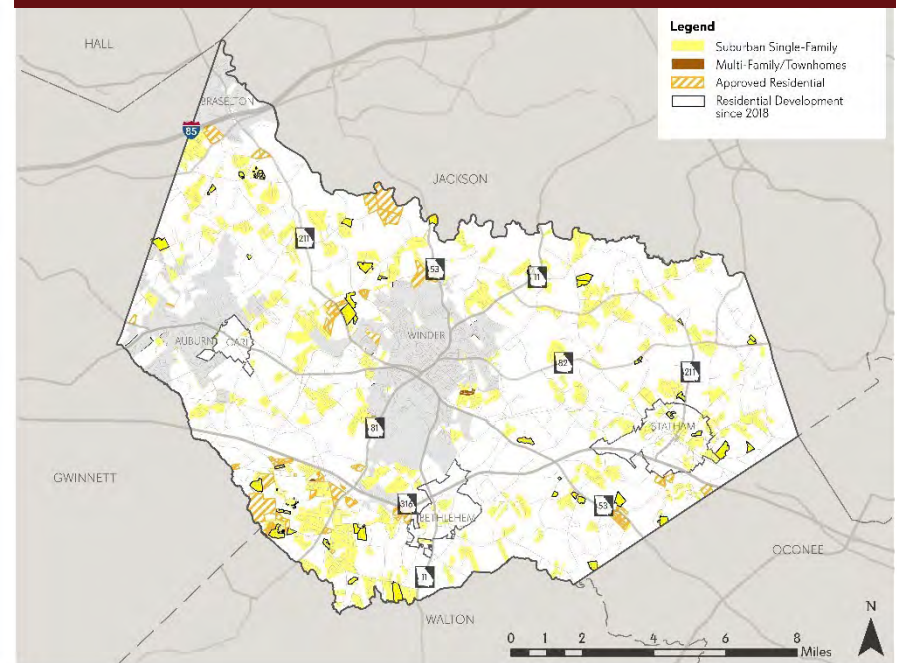 HALL
Legend
Suburban Single-Family
Multi-Family/Townhomes
Approved Residential
Residential Development
since 2018
BRASELTON
85
JACKSON
211
53
11
WINDER
AUBURN
CARL
82
211
81
STATHAM
GWINNETT
316
BETHLEHEM
53
OCONEE
11
WALTON
N
0 1 2 4 6 8
Miles